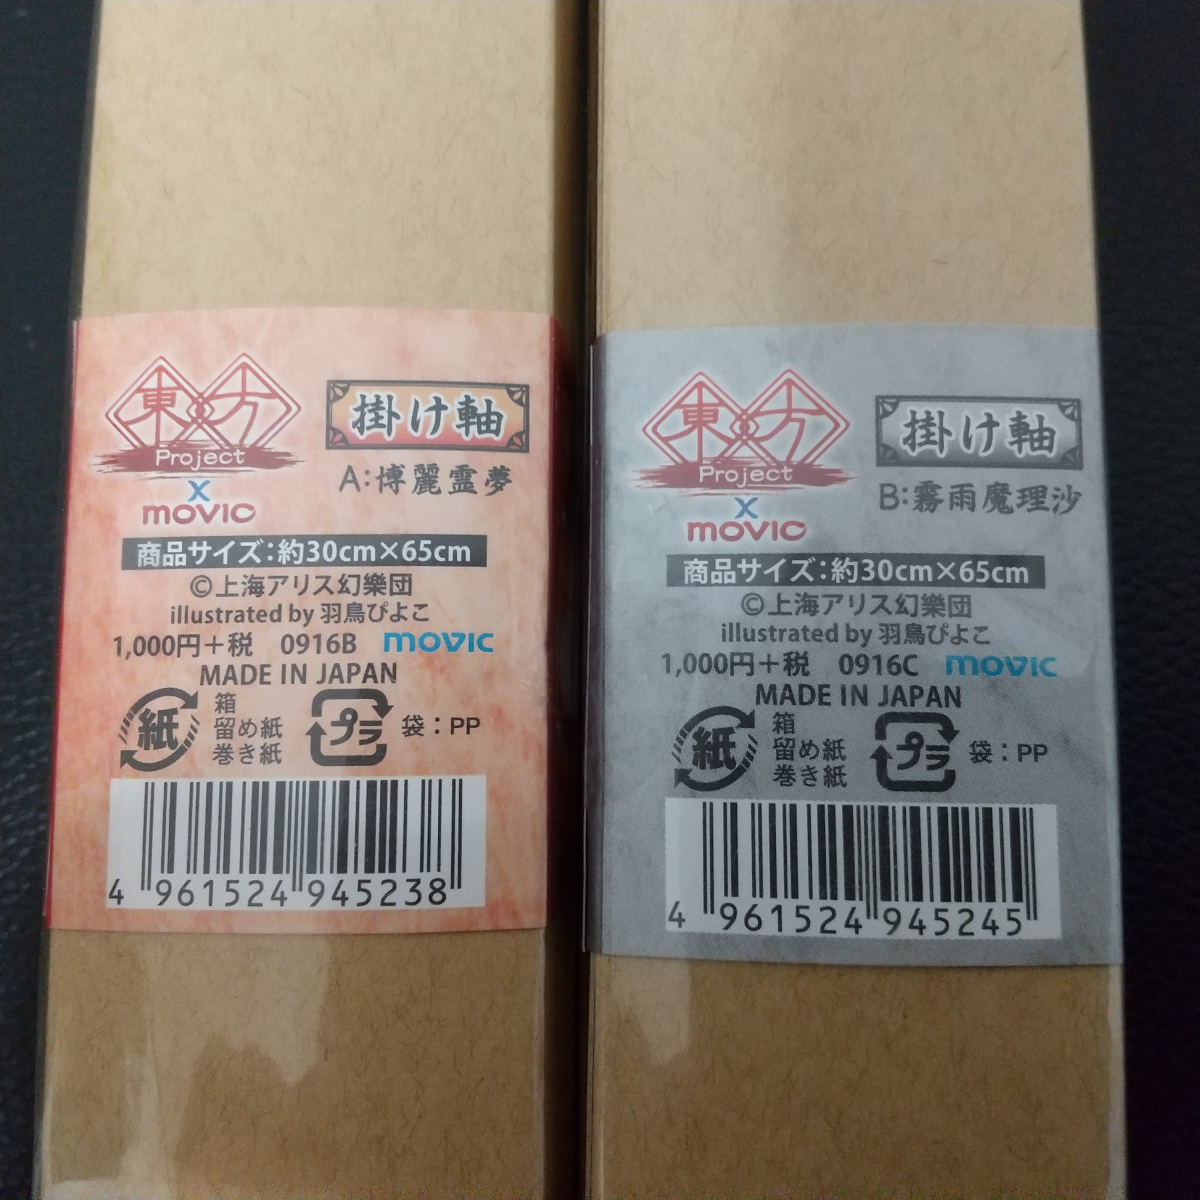 東方
Project
X
movic
掛け軸
A:博麗霊夢
商品サイズ:約30cm×65cm
©上海アリス幻樂団
illustrated by 羽鳥ぴよこ
1,000円+税 0916B movic
MADE IN JAPAN
紙
箱
留め紙
巻き紙
プラ
袋:PP
4 961524 945238
東方
Project
X
movic
掛け軸
B:霧雨魔理沙
商品サイズ:約30cm×65cm
©上海アリス幻樂団
illustrated by 羽鳥ぴよこ
1,000円+税 0916C movic
MADE IN JAPAN
紙
箱
留め紙
巻き紙
プラ
袋:PP
4 961524 945245